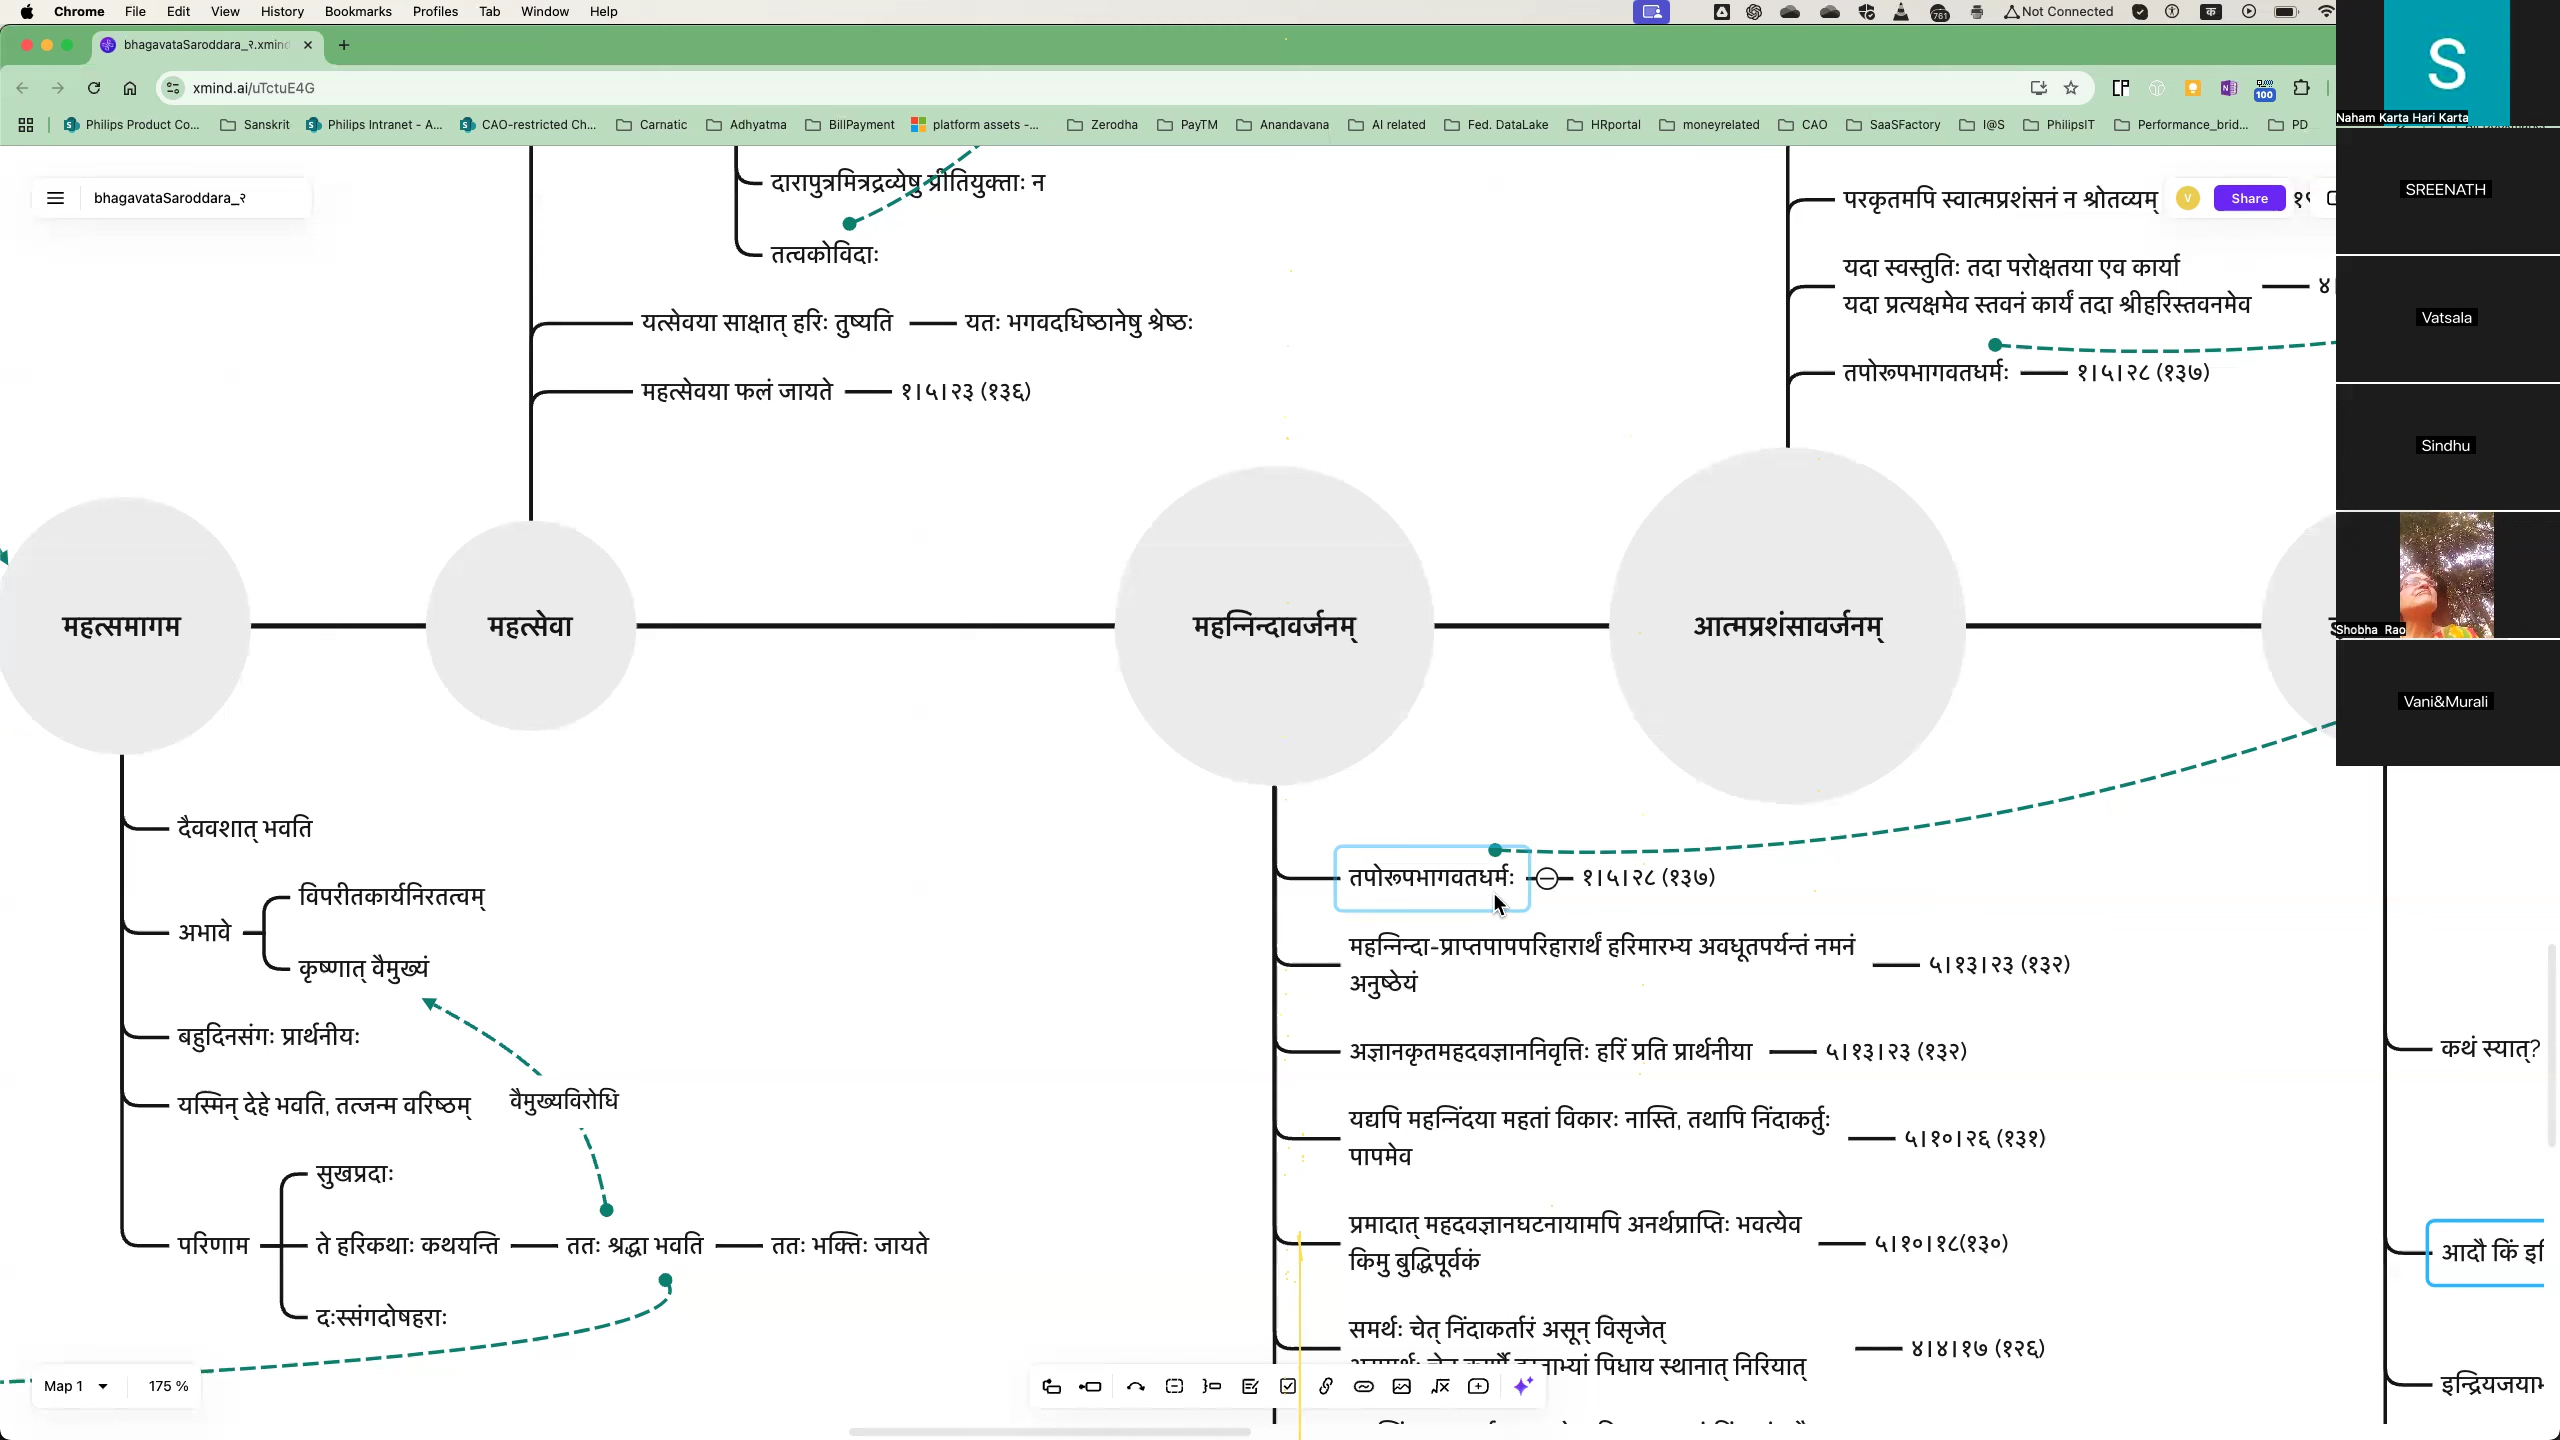 Chrome File Edit View History Bookmarks Profiles Tab Window Help
761 Not Connected क
bhagavataSaroddara_२.xmind
xmind.ai/uTctuE4G
100
Philips Product Co... Sanskrit Philips Intranet - A... CAO-restricted Ch... Carnatic Adhyatma BillPayment platform assets -... Zerodha PayTM Anandavana AI related Fed. DataLake HRportal moneyrelated CAO SaaSFactory I@S PhilipsIT Performance_brid... PD
bhagavataSaroddara_२
V Share
S
Naham Karta Hari Karta
SREENATH
Vatsala
Sindhu
Shobha Rao
Vani&Murali
दारापुत्रमित्रद्रव्येषु प्रीतियुक्ताः न
तत्वकोविदाः
यत्सेवया साक्षात् हरिः तुष्यति यतः भगवदधिष्ठानेषु श्रेष्ठः
महत्सेवया फलं जायते १।५।२३ (१३६)
परकृतमपि स्वात्मप्रशंसनं न श्रोतव्यम्
यदा स्वस्तुतिः तदा परोक्षतया एव कार्या
यदा प्रत्यक्षमेव स्तवनं कार्यं तदा श्रीहरिस्तवनमेव
तपोरूपभागवतधर्मः १।५।२८ (१३७)
महत्समागम महत्सेवा महन्निन्दावर्जनम् आत्मप्रशंसावर्जनम्
दैववशात् भवति
अभावे
विपरीतकार्यनिरतत्वम्
कृष्णात् वैमुख्यं
बहुदिनसंगः प्रार्थनीयः
यस्मिन् देहे भवति, तत्जन्म वरिष्ठम्
वैमुख्यविरोधि
परिणाम
सुखप्रदाः
ते हरिकथाः कथयन्ति ततः श्रद्धा भवति ततः भक्तिः जायते
दःस्संगदोषहराः
तपोरूपभागवतधर्मः १।५।२८ (१३७)
महन्निन्दा-प्राप्तपापपरिहारार्थं हरिमारभ्य अवधूतपर्यन्तं नमनं
अनुष्ठेयं
५।१३।२३ (१३२)
अज्ञानकृतमहदवज्ञाननिवृत्तिः हरिं प्रति प्रार्थनीया ५।१३।२३ (१३२)
यद्यपि महन्निंदया महतां विकारः नास्ति, तथापि निंदाकर्तुः
पापमेव
५।१०।२६ (१३१)
प्रमादात् महदवज्ञानघटनायामपि अनर्थप्राप्तिः भवत्येव
किमु बुद्धिपूर्वकं
५।१०।१८(१३०)
समर्थः चेत् निंदाकर्तारं असून् विसृजेत्
पिधाय स्थानात् निरियात्
४।४।१७ (१२६)
कथं स्यात्?
आदौ किं
Map 1 175 %